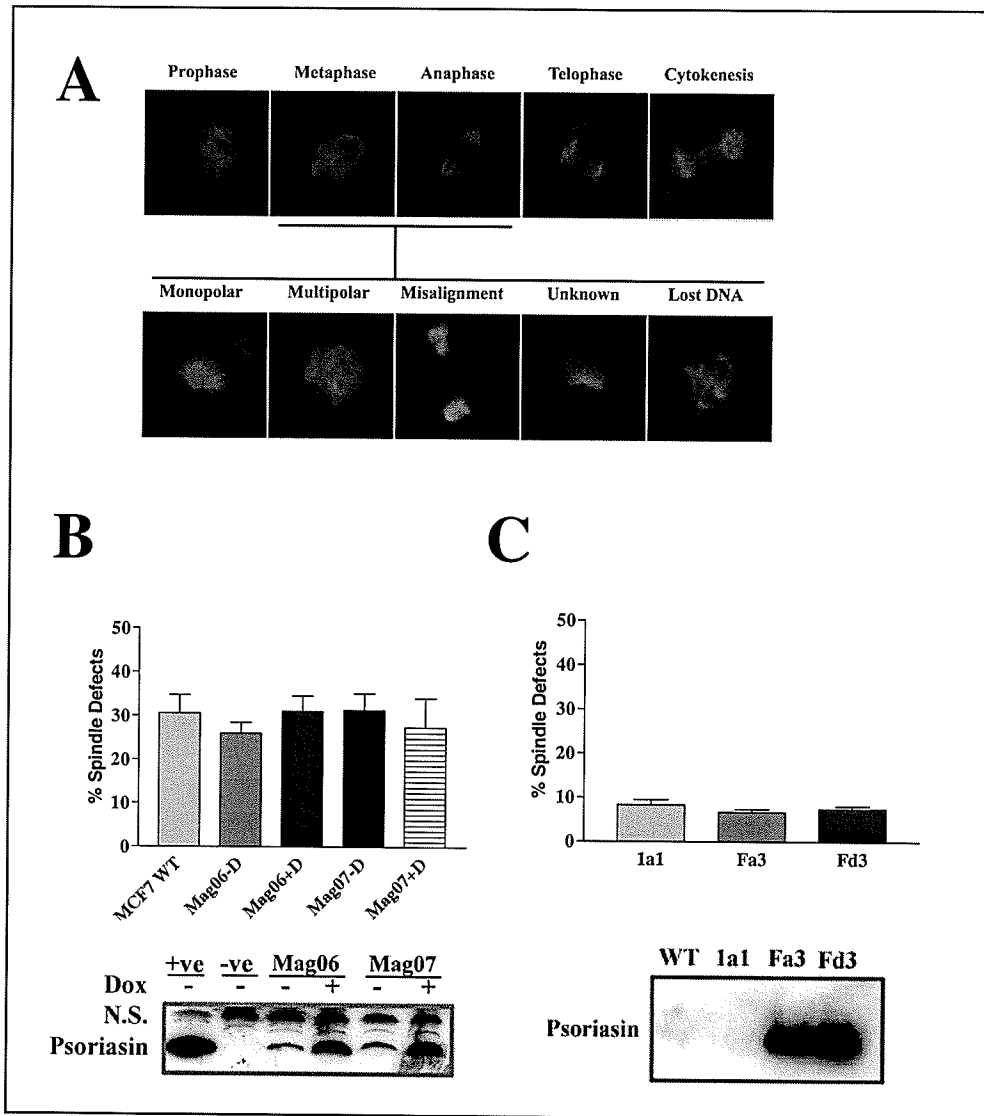 A
Prophase Metaphase Anaphase Telophase Cytokenesis
Monopolar Multipolar Misalignment Unknown Lost DNA
B
% Spindle Defects
50
40
30
20
10
0
MCF7 WT Mag06-D Mag06+D Mag07-D Mag07+D
+ve -ve Mag06 Mag07
Dox - - - + - +
N.S.
Psoriasin
C
% Spindle Defects
50
40
30
20
10
0
1a1 Fa3 Fd3
WT 1a1 Fa3 Fd3
Psoriasin